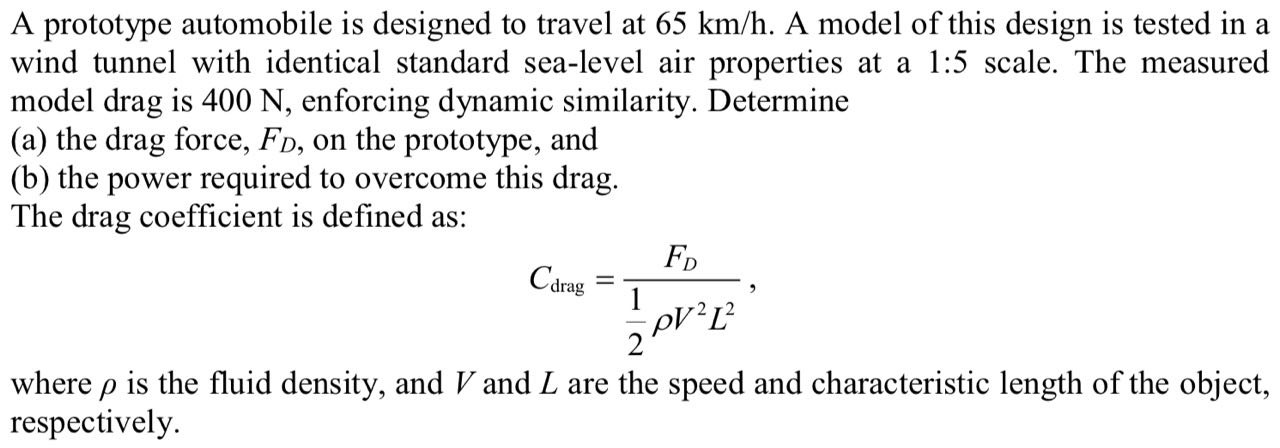 A prototype automobile is designed to travel at 65 km/h. A model of this design is tested in a
wind tunnel with identical standard sea-level air properties at a 1:5 scale. The measured
model drag is 400 N, enforcing dynamic similarity. Determine
(a) the drag force, F_D, on the prototype, and
(b) the power required to overcome this drag.
The drag coefficient is defined as:
C_drag = F_D / (1/2 ρV²L²),
where ρ is the fluid density, and V and L are the speed and characteristic length of the object,
respectively.